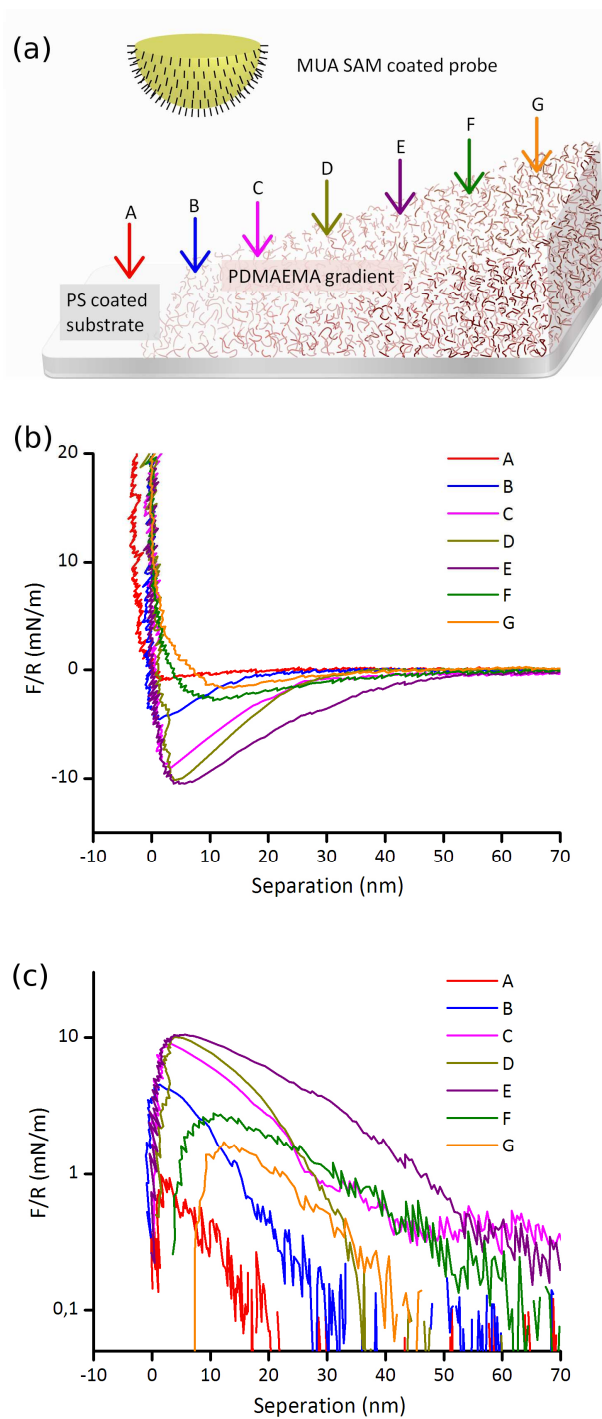 (a)
MUA SAM coated probe
A
B
C
D
E
F
G
PS coated
substrate
PDMAEMA gradient
(b)
F/R (mN/m)
20
10
0
-10
-10 0 10 20 30 40 50 60 70
Separation (nm)
A
B
C
D
E
F
G
(c)
F/R (mN/m)
10
1
0,1
-10 0 10 20 30 40 50 60 70
Seperation (nm)
A
B
C
D
E
F
G